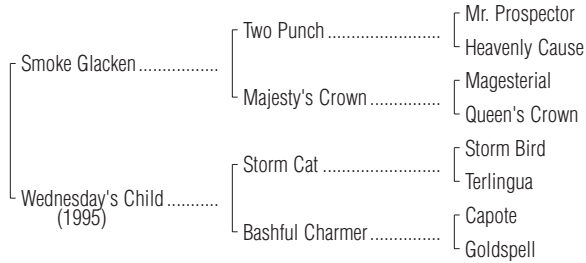 Mr. Prospector
Two Punch ........................
Heavenly Cause
Smoke Glacken ................
Magesterial
Majesty's Crown ...............
Queen's Crown
Storm Bird
Storm Cat .........................
Terlingua
Wednesday's Child ..........
(1995)
Capote
Bashful Charmer ...............
Goldspell